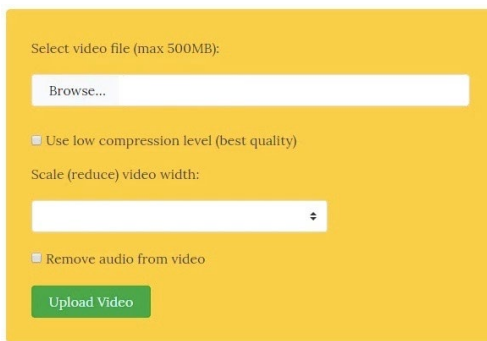 Select video file (max 500MB):
Browse...
Use low compression level (best quality)
Scale (reduce) video width:
Remove audio from video
Upload Video